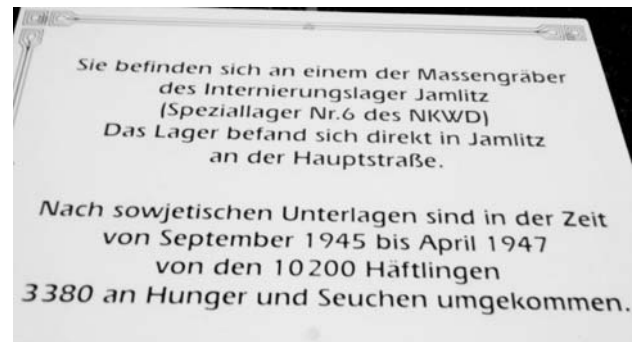 Sie befinden sich an einem der Massengräber
des Internierungslager Jamlitz
(Speziallager Nr.6 des NKWD)
Das Lager befand sich direkt in Jamlitz
an der Hauptstraße.
Nach sowjetischen Unterlagen sind in der Zeit
von September 1945 bis April 1947
von den 10200 Häftlingen
3380 an Hunger und Seuchen umgekommen.